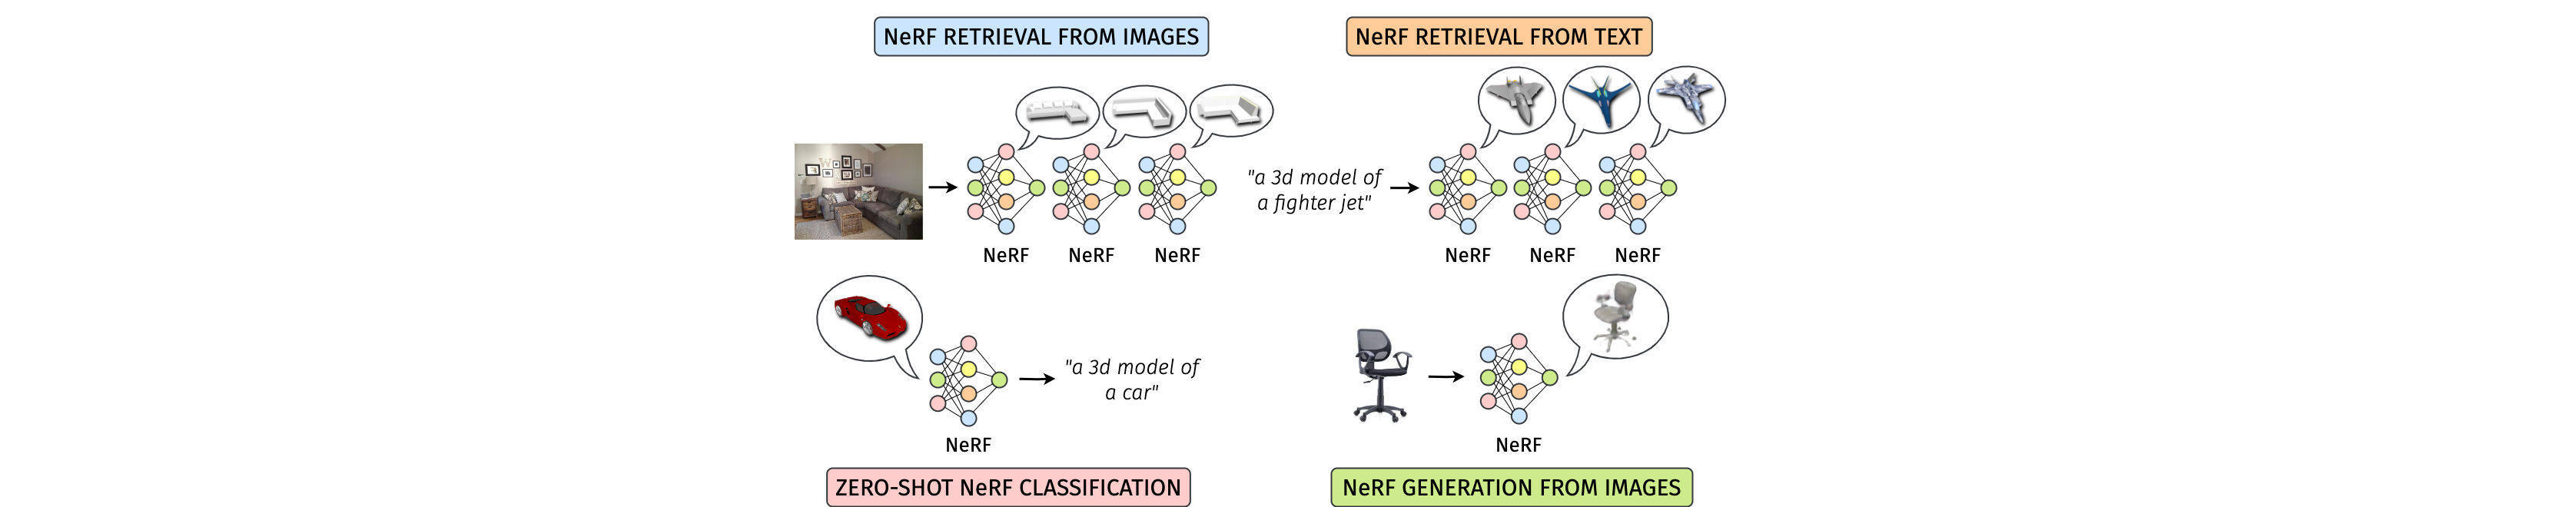 NeRF RETRIEVAL FROM IMAGES
NeRF RETRIEVAL FROM TEXT
"a 3d model of
a fighter jet"
NeRF
NeRF
NeRF
NeRF
NeRF
NeRF
"a 3d model of
a car"
NeRF
NeRF
ZERO-SHOT NeRF CLASSIFICATION
NeRF GENERATION FROM IMAGES